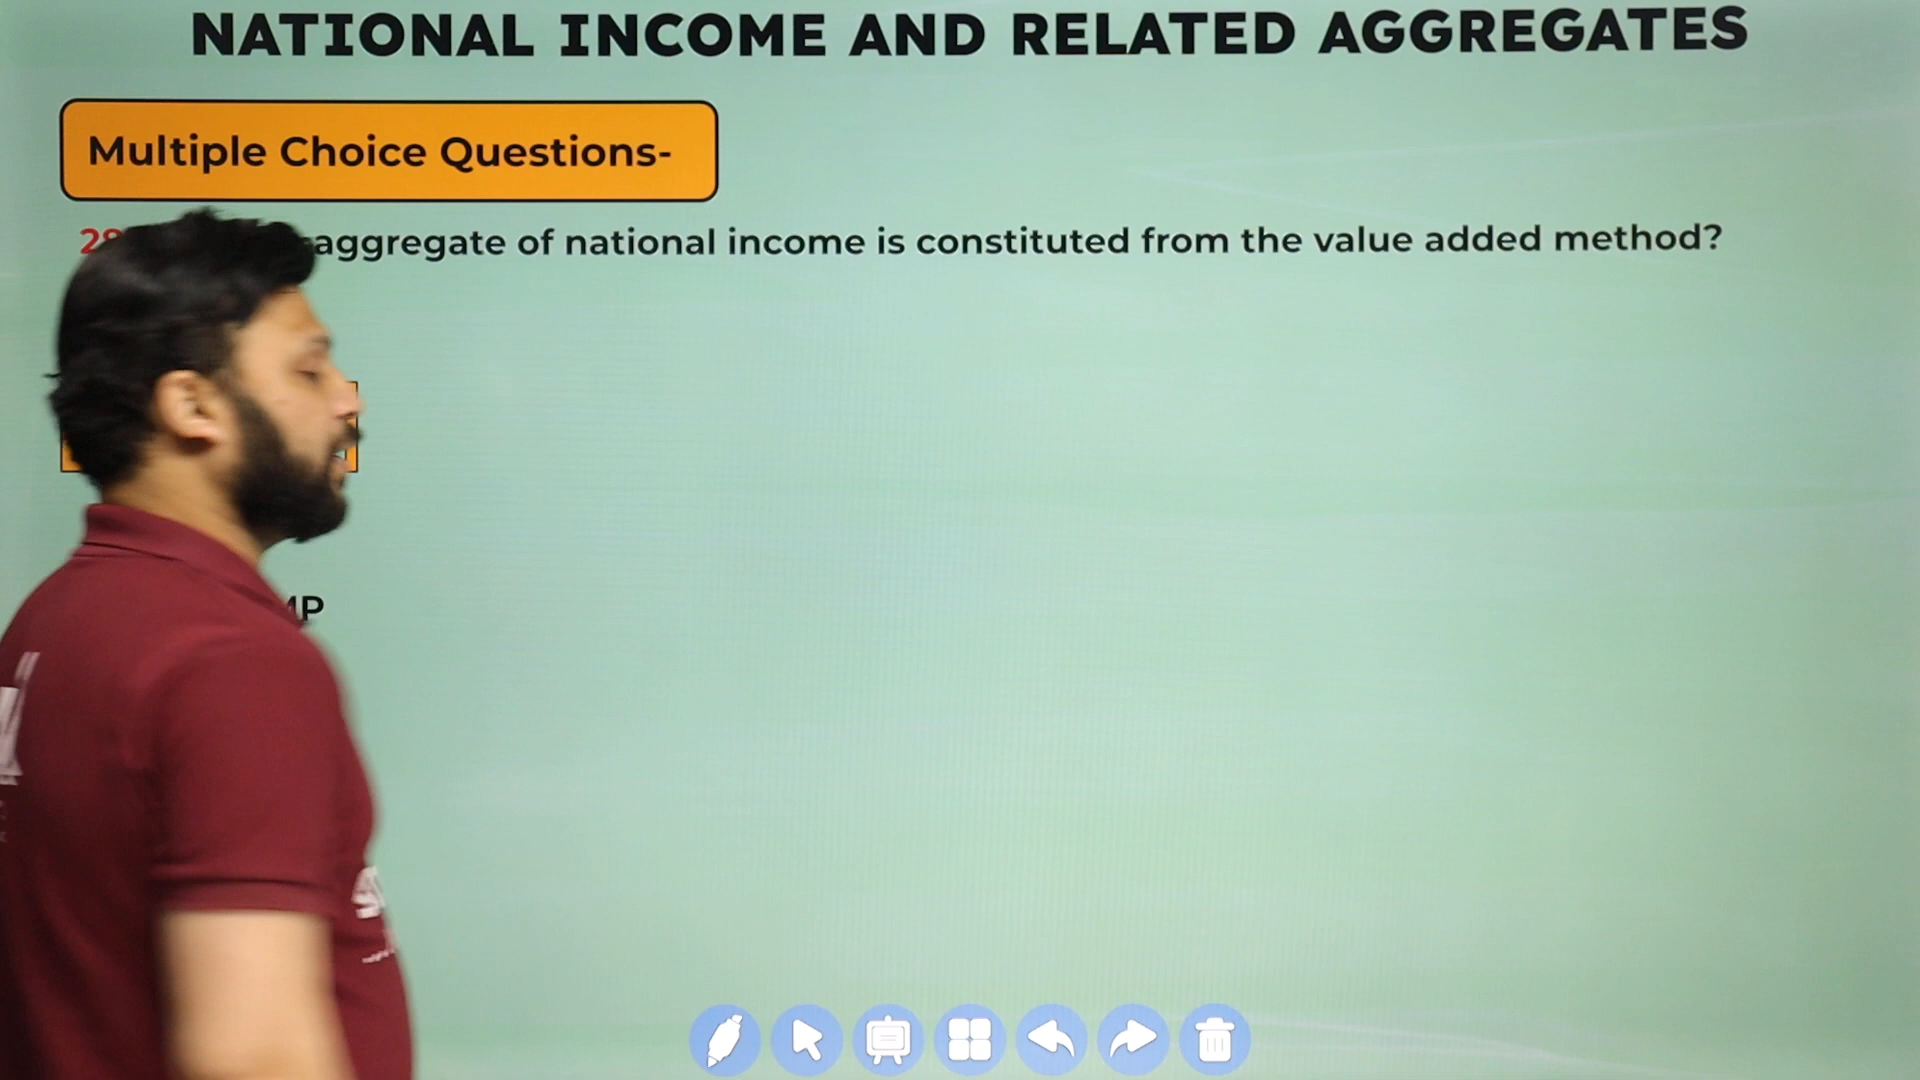 NATIONAL INCOME AND RELATED AGGREGATES
Multiple Choice Questions-
aggregate of national income is constituted from the value added method?